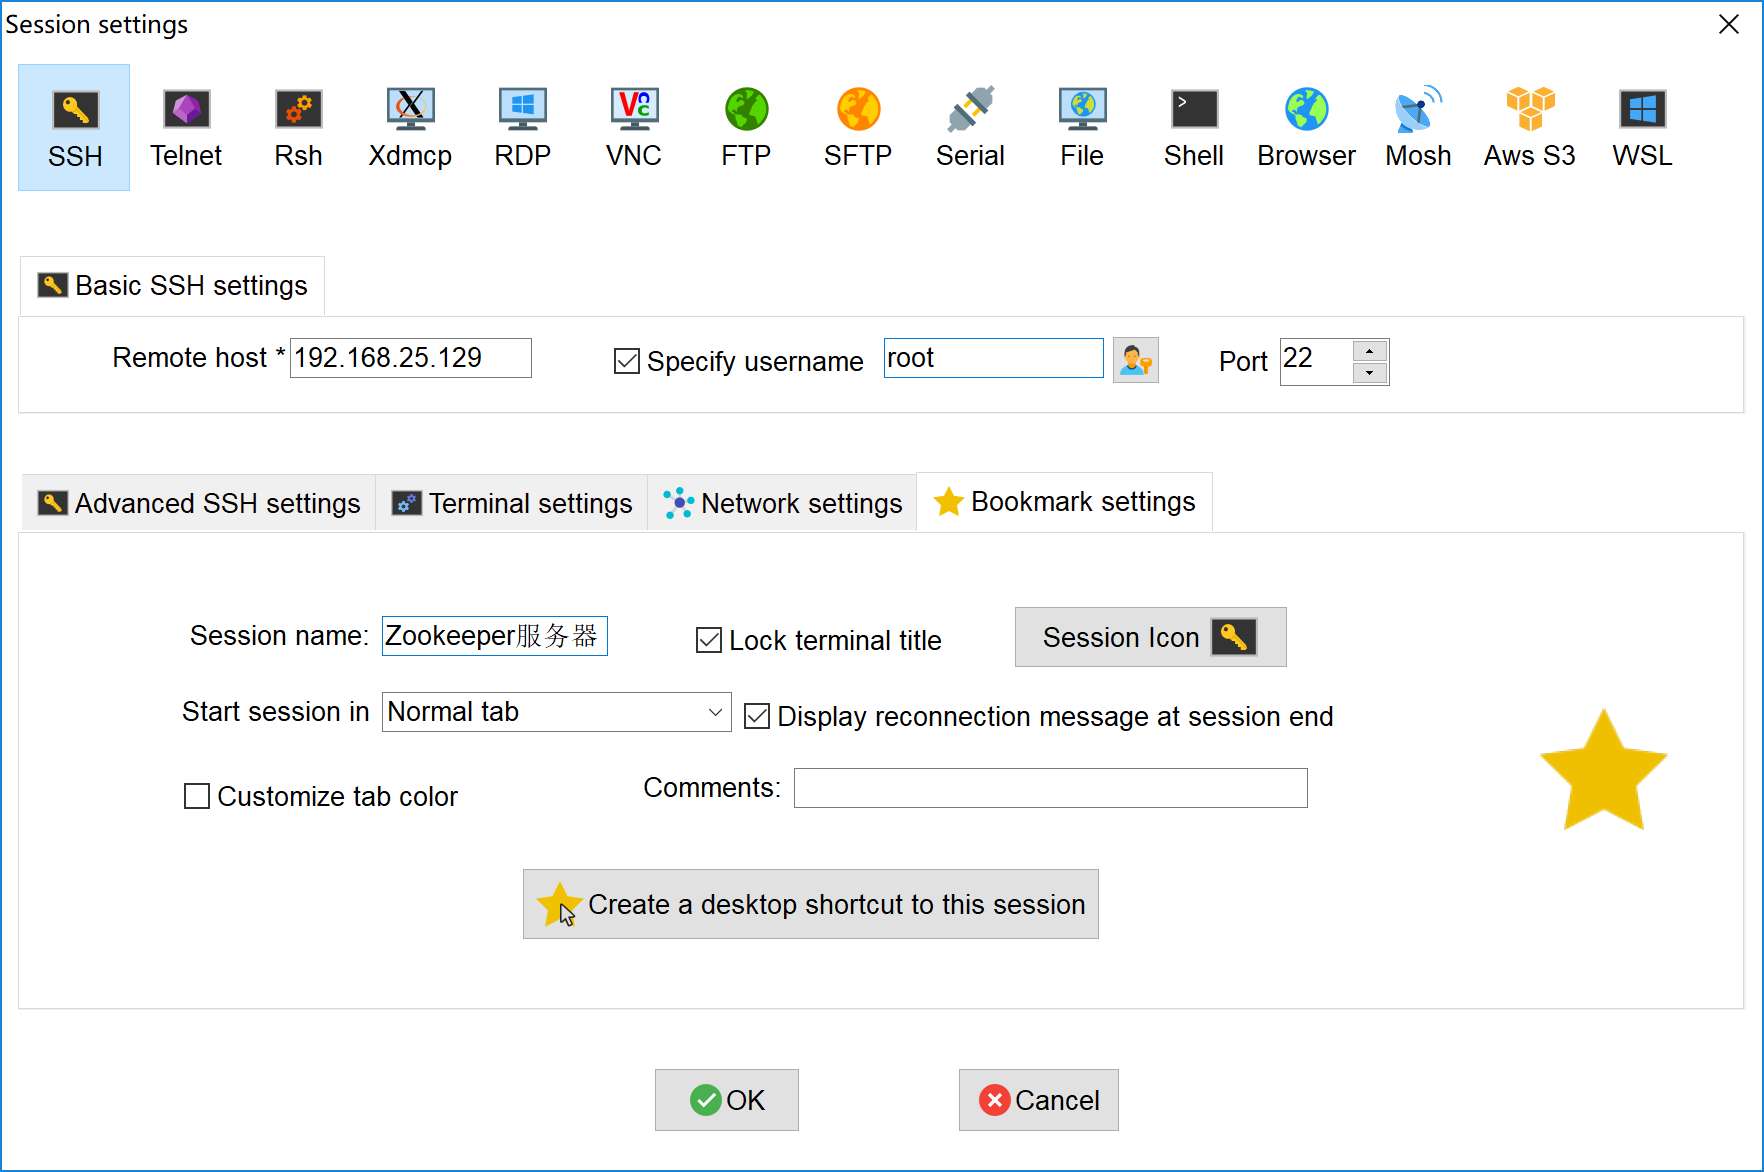 Session settings
SSH Telnet Rsh Xdmcp RDP VNC FTP SFTP Serial File Shell Browser Mosh Aws S3 WSL
Basic SSH settings
Remote host * 192.168.25.129 Specify username root Port 22
Advanced SSH settings Terminal settings Network settings Bookmark settings
Session name: Zookeeper服务器 Lock terminal title Session Icon
Start session in Normal tab Display reconnection message at session end
Customize tab color Comments:
Create a desktop shortcut to this session
OK Cancel